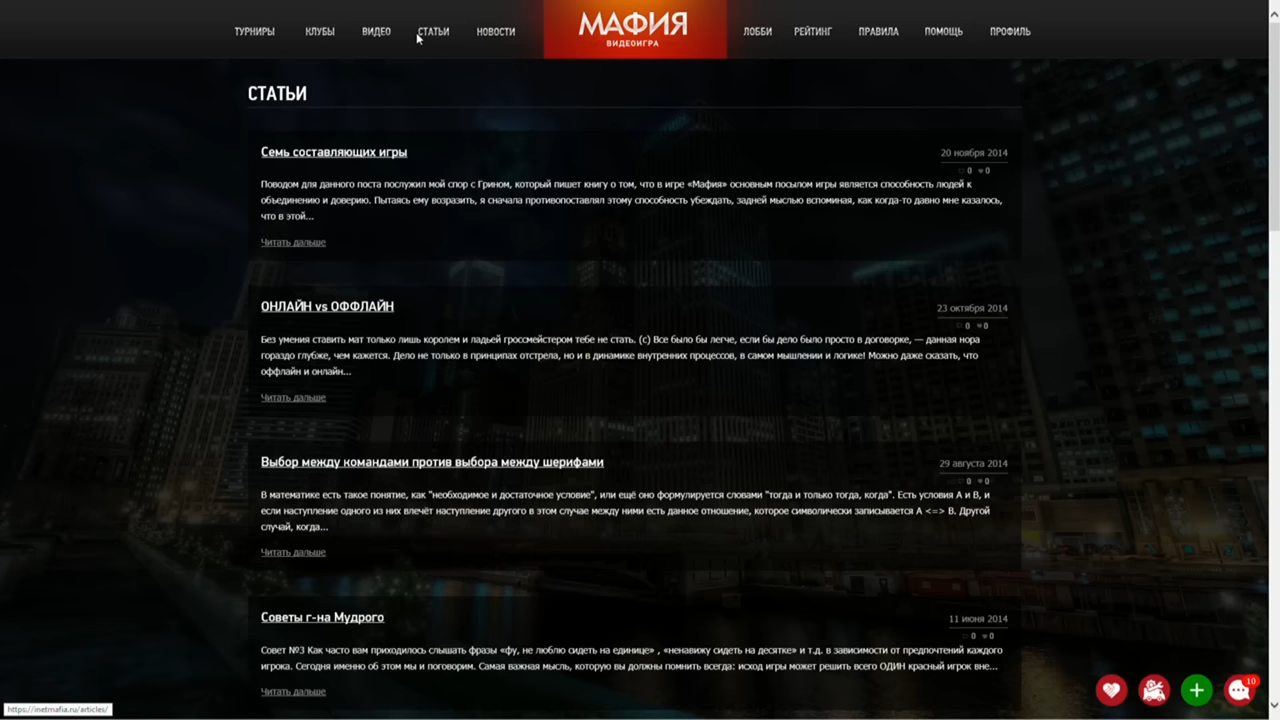 ТУРНИРЫ КЛУБЫ ВИДЕО СТАТЬИ НОВОСТИ МАФИЯ ЛОББИ РЕЙТИНГ ПРАВИЛА ПОМОЩЬ ПРОФИЛЬ
ВИДЕОИГРА
СТАТЬИ
Семь составляющих игры 20 ноября 2014
0 0
Поводом для данного поста послужил мой спор с Грином, который пишет книгу о том, что в игре «Мафия» основным посылом игры является способность людей к
объединению и доверию. Пытаясь ему возразить, я сначала противопоставлял этому способность убеждать, задней мыслью вспоминая, как когда-то давно мне казалось,
что в этой...
Читать дальше
ОНЛАЙН vs ОФФЛАЙН 23 октября 2014
0 0
Без умения ставить мат только лишь королем и ладьей гроссмейстером тебе не стать. (с) Все было бы легче, если бы дело было просто в договорке, — данная нора
гораздо глубже, чем кажется. Дело не только в принципах отстрела, но и в динамике внутренних процессов, в самом мышлении и логике! Можно даже сказать, что
оффлайн и онлайн...
Читать дальше
Выбор между командами против выбора между шерифами 29 августа 2014
0 0
В математике есть такое понятие, как "необходимое и достаточное условие", или ещё оно формулируется словами "тогда и только тогда, когда". Есть условия А и В, и
если наступление одного из них влечёт наступление другого в этом случае между ними есть данное отношение, которое символически записывается А <=> В. Другой
случай, когда...
Читать дальше
Советы г-на Мудрого 11 июня 2014
0 0
Совет №3 Как часто вам приходилось слышать фразы «фу, не люблю сидеть на единице» , «ненавижу сидеть на десятке» и т.д. в зависимости от предпочтений каждого
игрока. Сегодня именно об этом мы и поговорим. Самая важная мысль, которую вы должны помнить всегда: исход игры может решить всего ОДИН красный игрок вне...
Читать дальше
10
https://inetmafia.ru/articles/